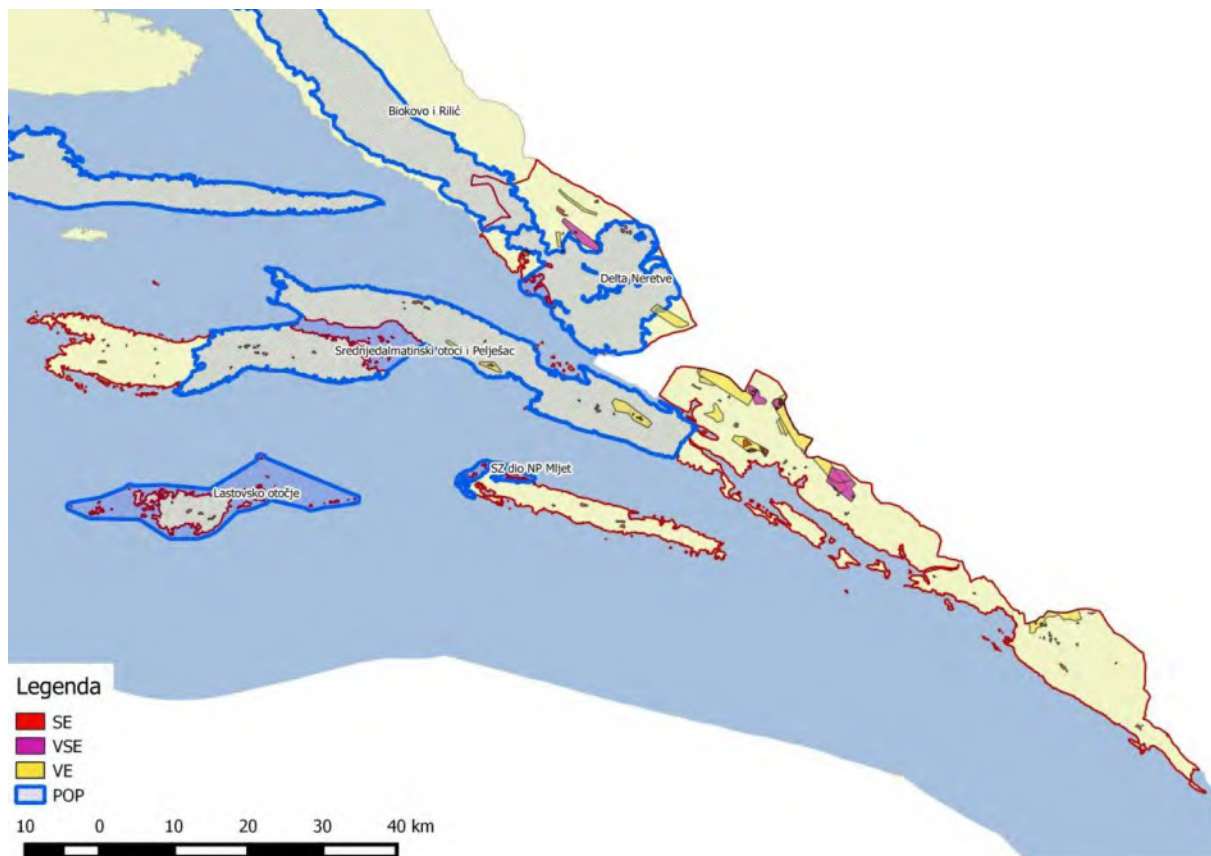 Biokovo i Rilić
Delta Neretve
Srednjedalmatinski otoci i Pelješac
SZ dio NP Mljet
Lastovsko otočje
Legenda
SE
VSE
VE
POP
10 0 10 20 30 40 km